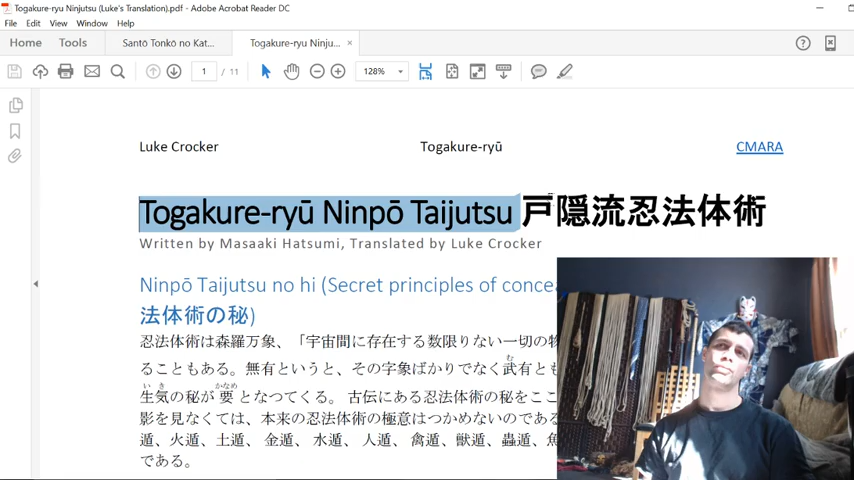 Togakure-ryu Ninjutsu (Luke's Translation).pdf - Adobe Acrobat Reader DC
File Edit View Window Help
Home Tools Santō Tonkō no Kat... Togakure-ryu Ninju... ×
1 / 11 128%
Luke Crocker Togakure-ryū CMARA
Togakure-ryū Ninpō Taijutsu 戸隠流忍法体術
Written by Masaaki Hatsumi, Translated by Luke Crocker
Ninpō Taijutsu no hi (Secret principles of conce
法体術の秘)
忍法体術は森羅万象、「宇宙間に存在する数限りない一切の物
ることもある。無有というと、その字象ばかりでなく武有とも
む
いき かなめ
生気の秘が要となつてくる。 古伝にある忍法体術の秘をここ
影を見なくては、本来の忍法体術の極意はつかめないのである
遁、火遁、土遁、 金遁、 水遁、 人遁、 禽遁、獣遁、蟲遁、魚
である。